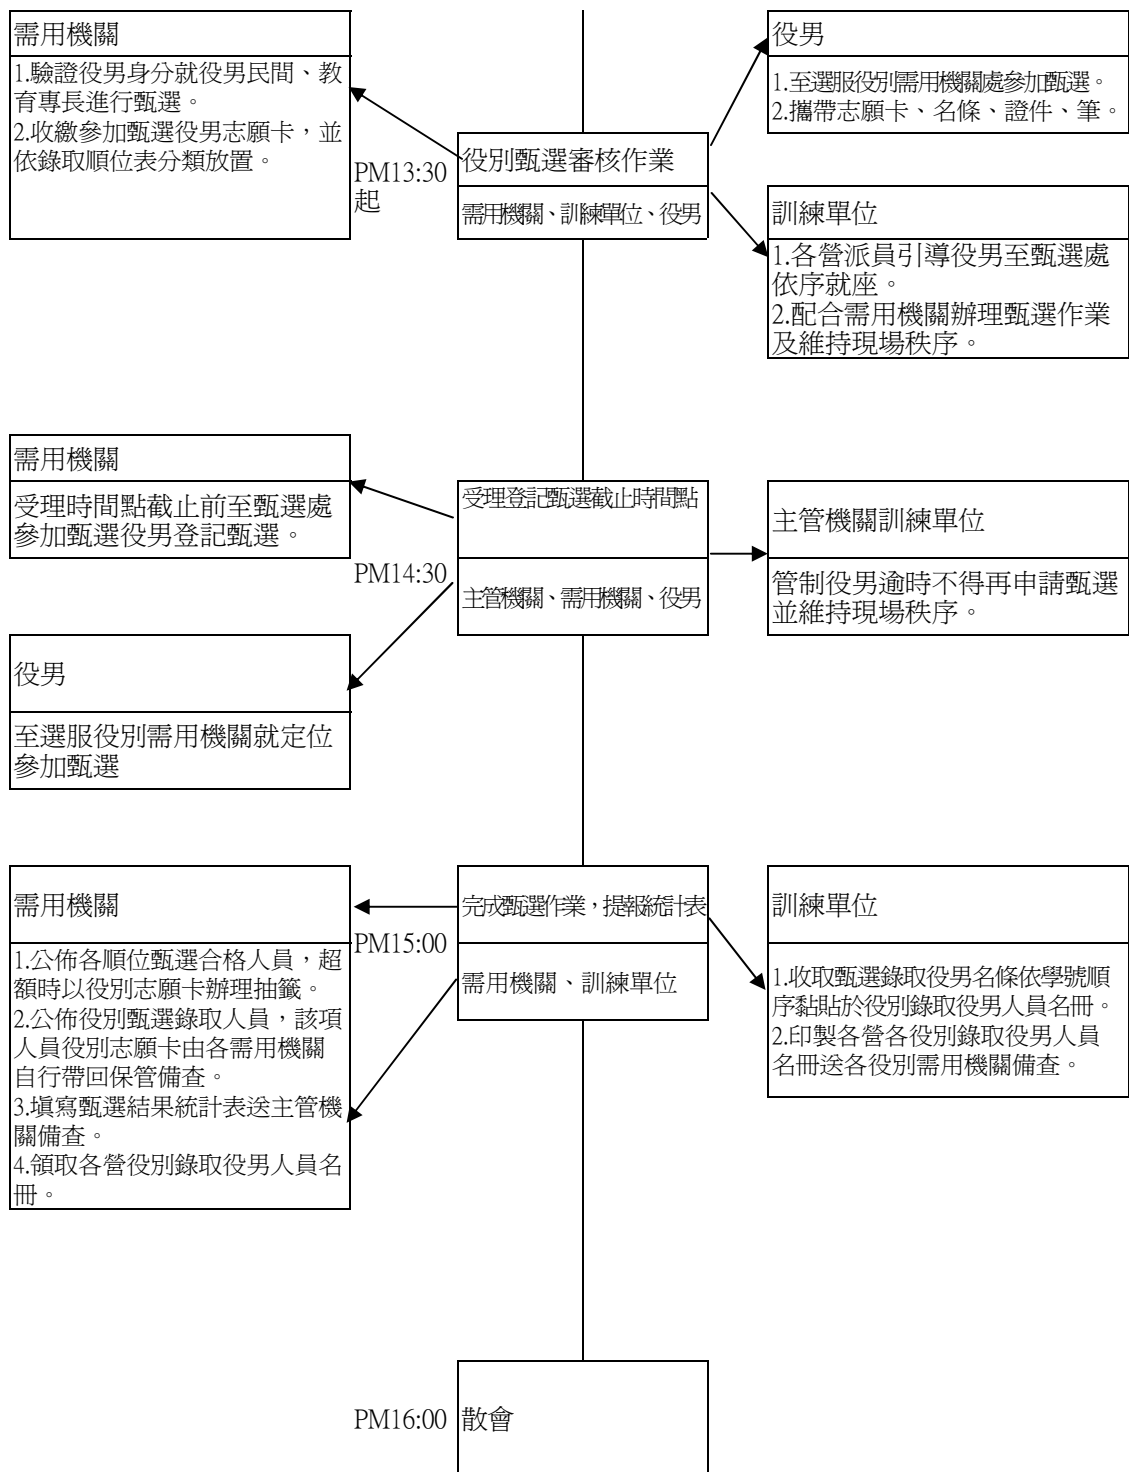 需用機關
1.驗證役男身分就役男民間、教
育專長進行甄選。
2.收繳參加甄選役男志願卡，並
依錄取順位表分類放置。
PM13:30
起
役別甄選審核作業
需用機關、訓練單位、役男
役男
1.至選服役別需用機關處參加甄選。
2.攜帶志願卡、名條、證件、筆。
訓練單位
1.各營派員引導役男至甄選處
依序就座。
2.配合需用機關辦理甄選作業
及維持現場秩序。
需用機關
受理時間點截止前至甄選處
參加甄選役男登記甄選。
PM14:30
受理登記甄選截止時間點
主管機關、需用機關、役男
主管機關訓練單位
管制役男逾時不得再申請甄選
並維持現場秩序。
役男
至選服役別需用機關就定位
參加甄選
需用機關
1.公佈各順位甄選合格人員，超
額時以役別志願卡辦理抽籤。
2.公佈役別甄選錄取人員，該項
人員役別志願卡由各需用機關
自行帶回保管備查。
3.填寫甄選結果統計表送主管機
關備查。
4.領取各營役別錄取役男人員名
冊。
PM15:00
完成甄選作業，提報統計表
需用機關、訓練單位
訓練單位
1.收取甄選錄取役男名條依學號順
序黏貼於役別錄取役男人員名冊。
2.印製各營各役別錄取役男人員
名冊送各役別需用機關備查。
PM16:00
散會